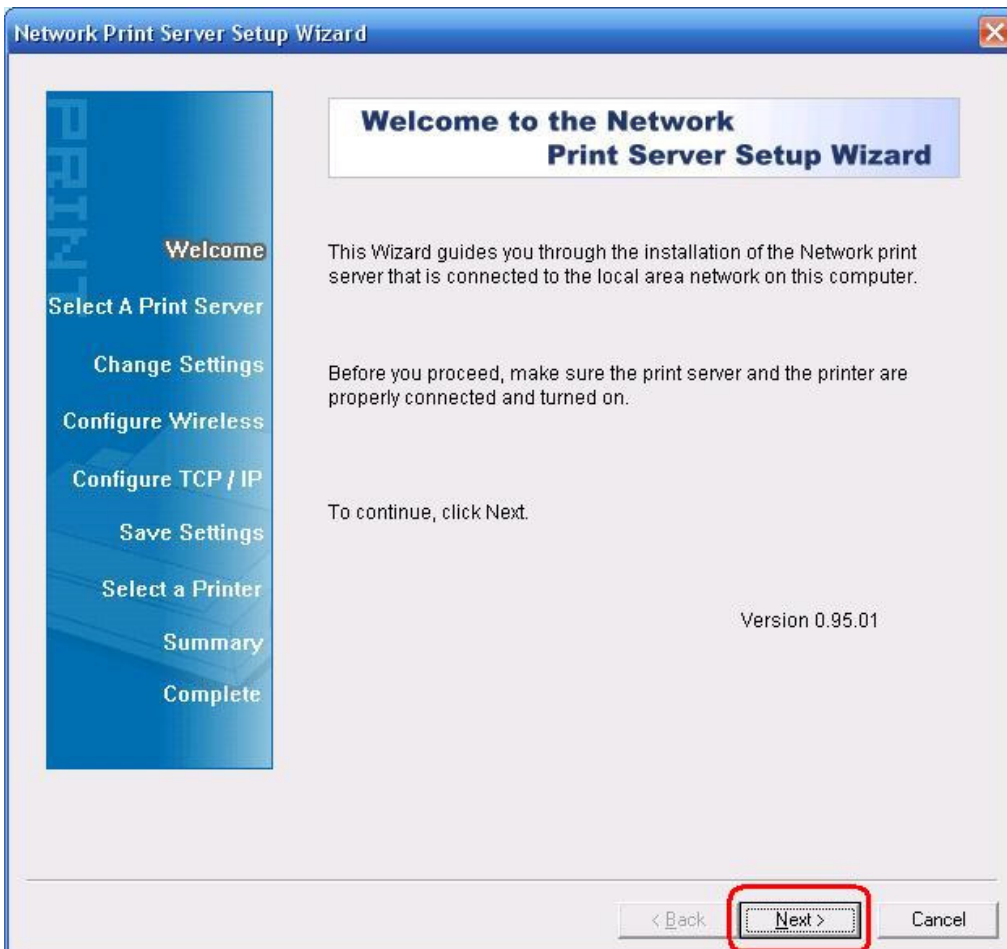 Network Print Server Setup Wizard
PRINT
Welcome
Select A Print Server
Change Settings
Configure Wireless
Configure TCP / IP
Save Settings
Select a Printer
Summary
Complete
Welcome to the Network
Print Server Setup Wizard
This Wizard guides you through the installation of the Network print
server that is connected to the local area network on this computer.
Before you proceed, make sure the print server and the printer are
properly connected and turned on.
To continue, click Next.
Version 0.95.01
< Back
Next >
Cancel